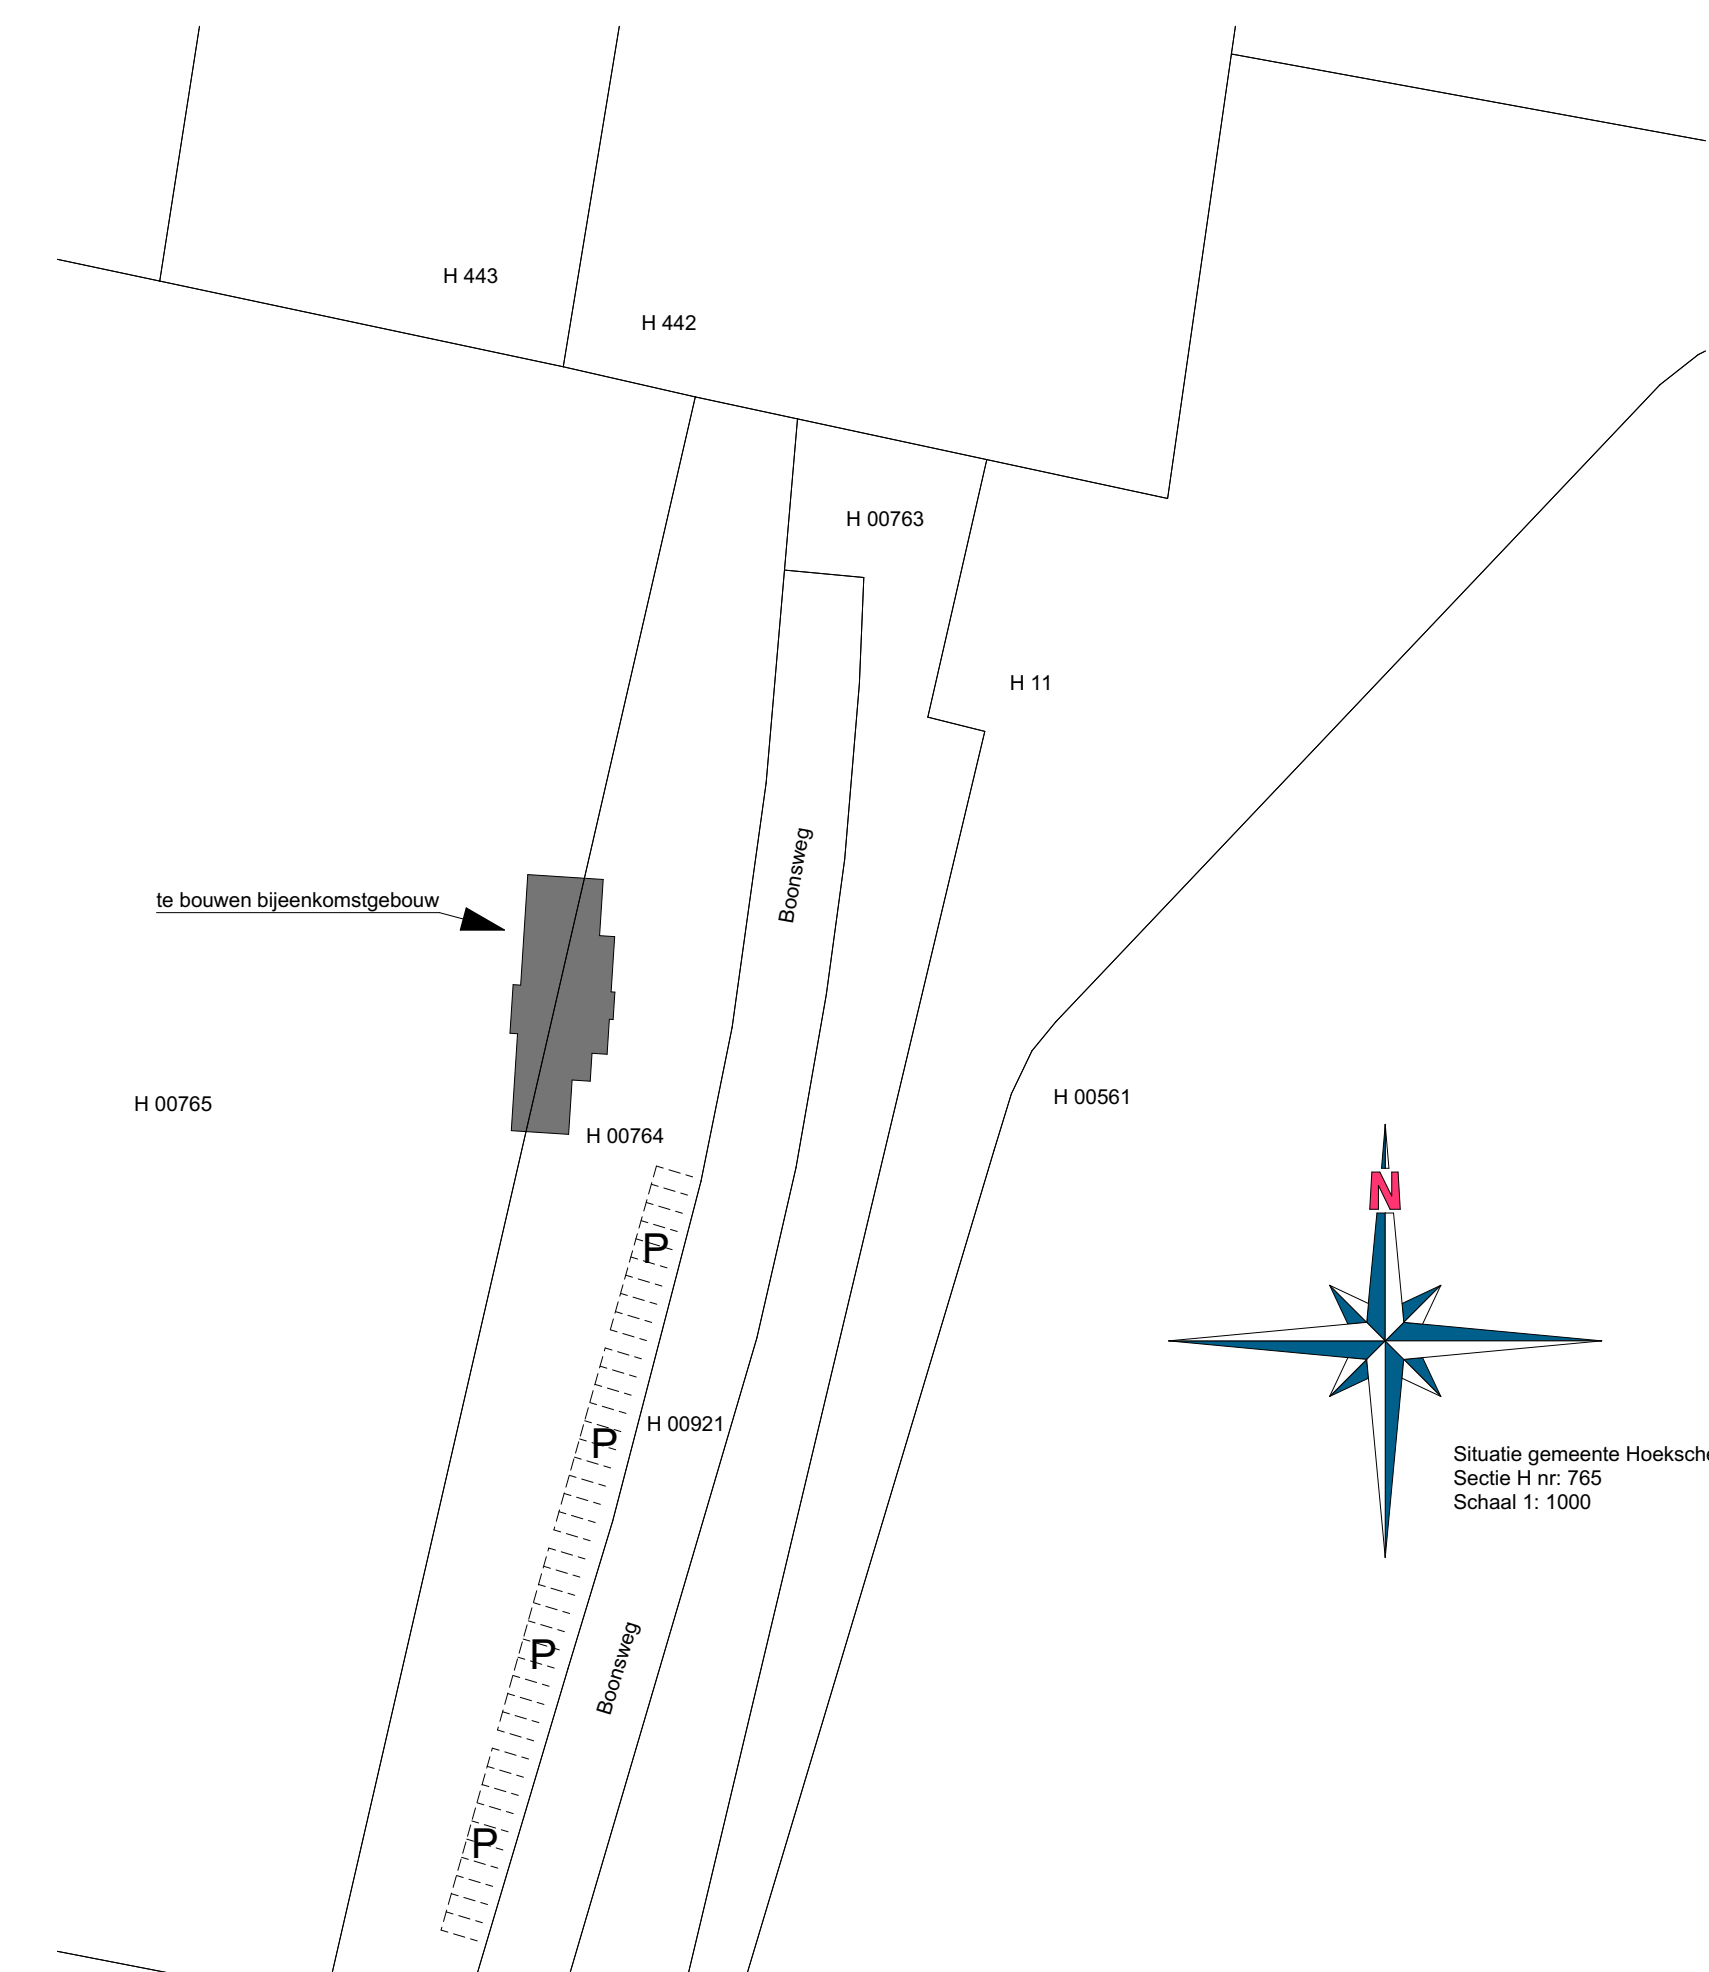 H 443
H 442
H 00763
H 11
Boonsweg
te bouwen bijeenkomstgebouw
H 00765
H 00764
H 00561
N
P
H 00921
P
Situatie gemeente
Sectie H nr: 765
Schaal 1: 1000
Boonsweg
P
P